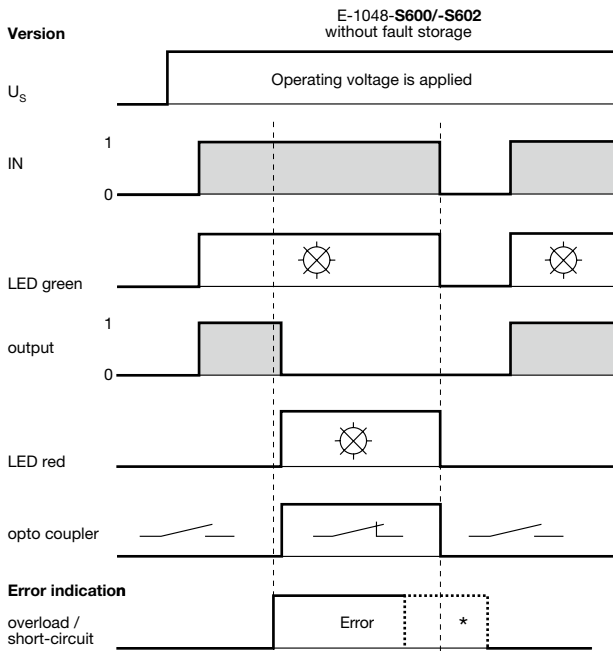 E-1048-S600/-S602
Version
without fault storage
Operating voltage is applied
US
1
IN
0
LED green
1
output
0
LED red
opto coupler
Error indication
overload /
Error
*
short-circuit